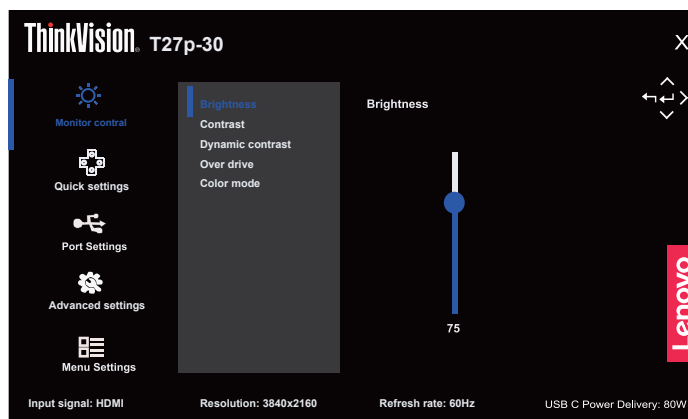 ThinkVision® T27p-30
X
Monitor contral
Quick settings
Port Settings
Advanced settings
Menu Settings
Brightness
Contrast
Dynamic contrast
Over drive
Color mode
Brightness
75
Lenovo
Input signal: HDMI
Resolution: 3840x2160
Refresh rate: 60Hz
USB C Power Delivery: 80W